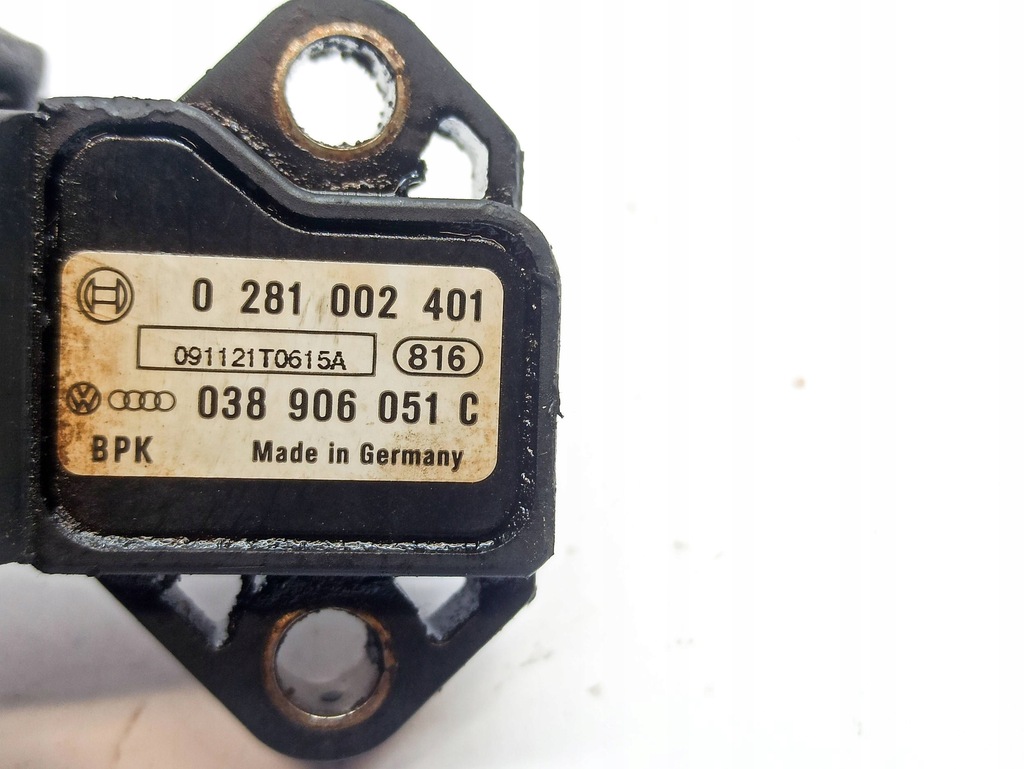 0 281 002 401
091121T0615A 816
038 906 051 C
BPK Made in Germany